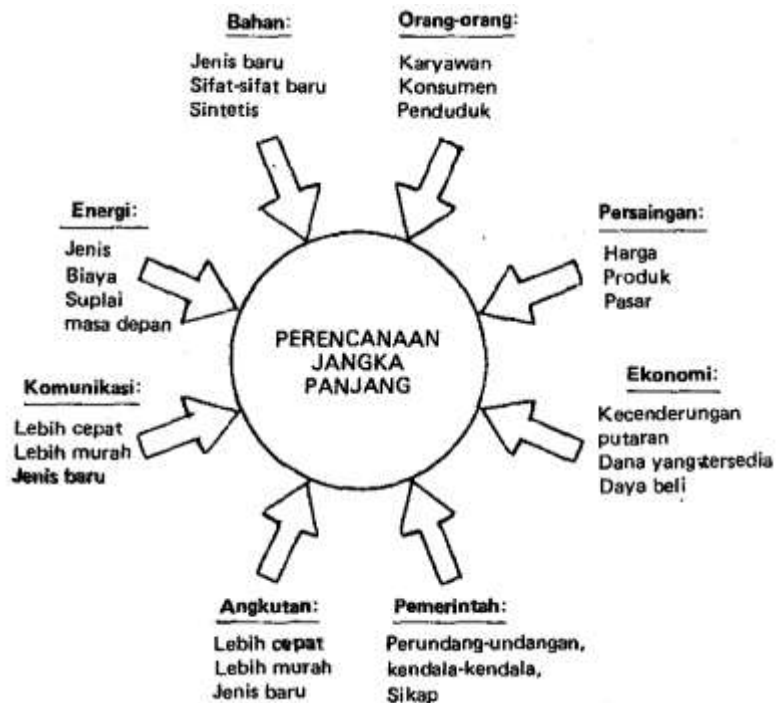 Bahan:
Jenis baru
Sifat-sifat baru
Sintetis
Orang-orang:
Karyawan
Konsumen
Penduduk
Energi:
Jenis
Biaya
Suplai
masa depan
Persaingan:
Harga
Produk
Pasar
PERENCANAAN
JANGKA
PANJANG
Komunikasi:
Lebih cepat
Lebih murah
Jenis baru
Ekonomi:
Kecenderungan
putaran
Dana yang tersedia
Daya beli
Angkutan:
Lebih cepat
Lebih murah
Jenis baru
Pemerintah:
Perundang-undangan,
kendala-kendala,
Sikap